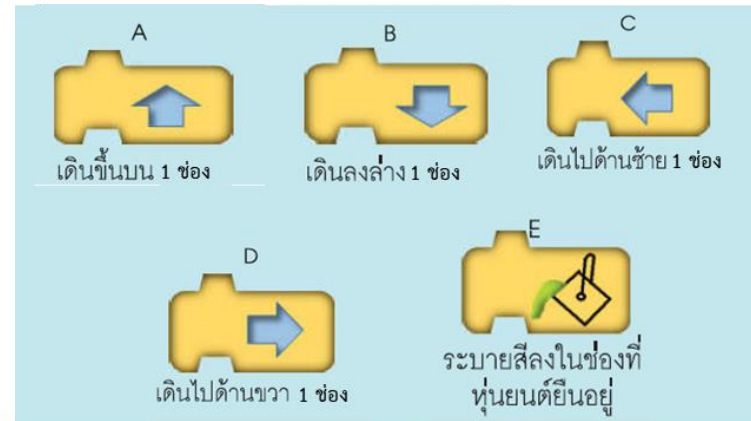 A
B
C
เดินขึ้นบน 1 ช่อง
เดินลงล่าง 1 ช่อง
เดินไปด้านซ้าย 1 ช่อง
D
E
เดินไปด้านขวา 1 ช่อง
ระบายสีลงในช่องที่
หุ่นยนต์ยืนอยู่